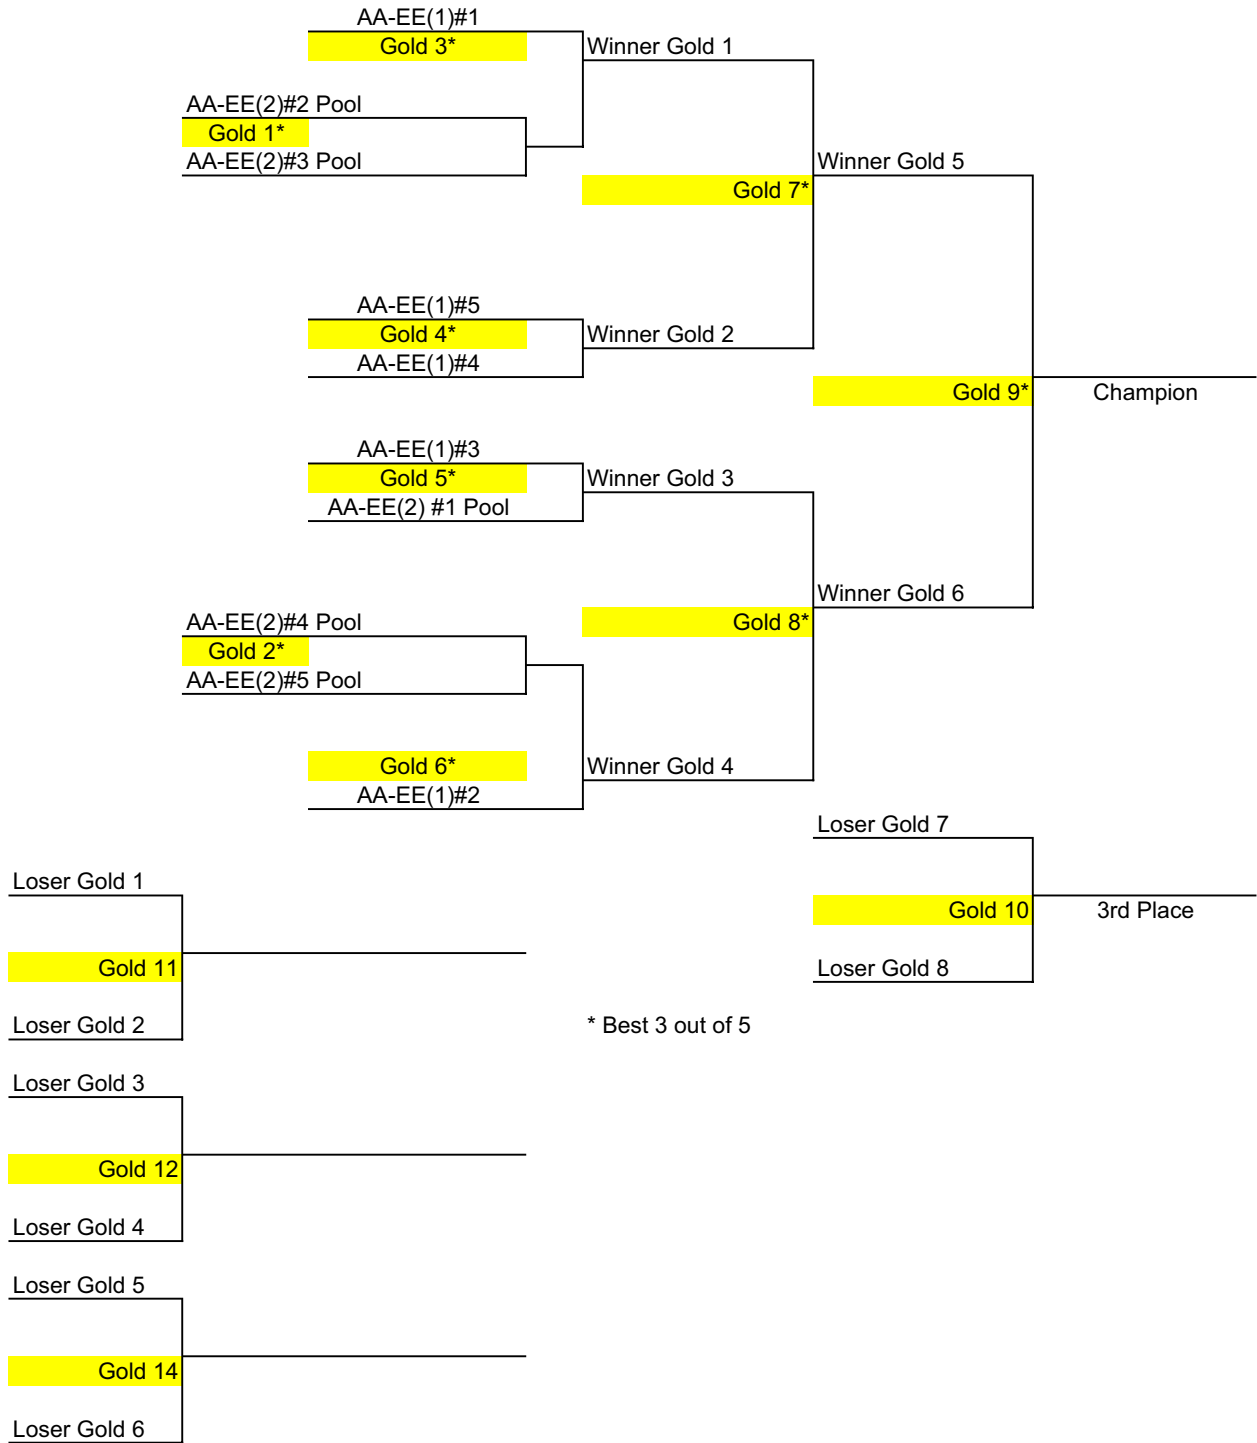 AA-EE(1)#1
Gold 3*
Winner Gold 1
AA-EE(2)#2 Pool
Gold 1*
AA-EE(2)#3 Pool
Winner Gold 5
Gold 7*
AA-EE(1)#5
Gold 4*
Winner Gold 2
AA-EE(1)#4
Gold 9*
Champion
AA-EE(1)#3
Gold 5*
Winner Gold 3
AA-EE(2) #1 Pool
Winner Gold 6
AA-EE(2)#4 Pool
Gold 8*
Gold 2*
AA-EE(2)#5 Pool
Gold 6*
Winner Gold 4
AA-EE(1)#2
Loser Gold 7
Loser Gold 1
Gold 10
3rd Place
Gold 11
Loser Gold 8
Loser Gold 2
* Best 3 out of 5
Loser Gold 3
Gold 12
Loser Gold 4
Loser Gold 5
Gold 14
Loser Gold 6